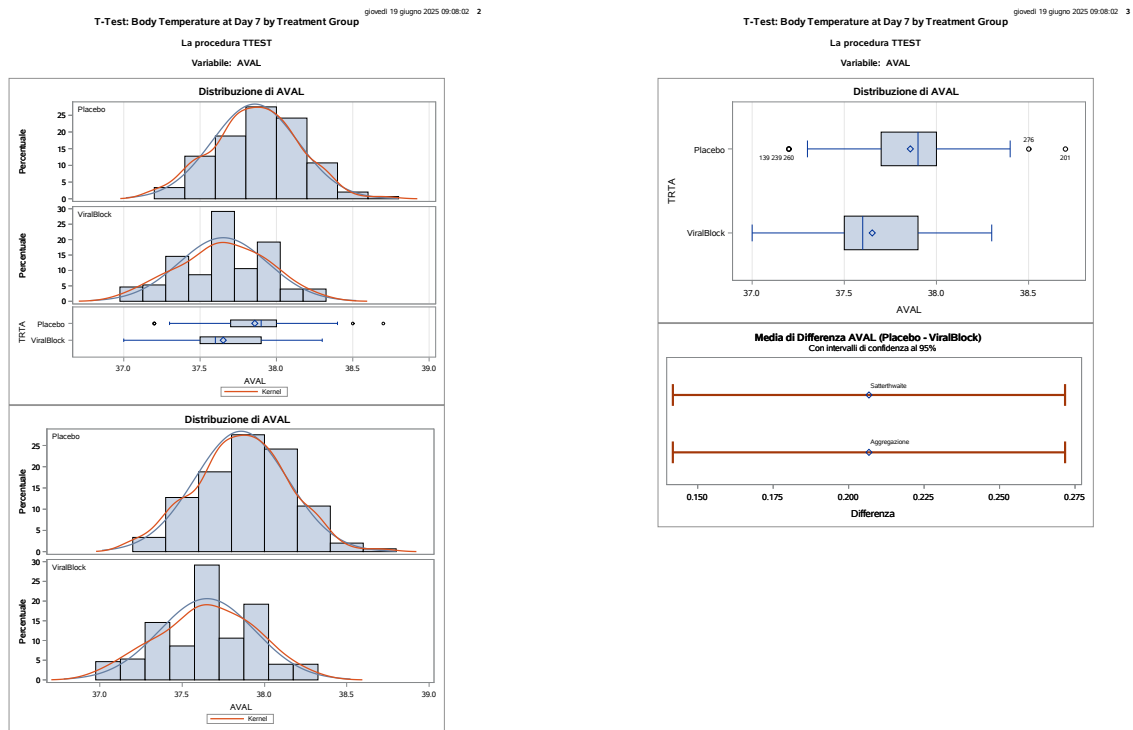 giovedì 19 giugno 2025 09:08:02 2
T-Test: Body Temperature at Day 7 by Treatment Group
La procedura TTEST
Variabile: AVAL
Distribuzione di AVAL
Placebo
Percentuale
25
20
15
10
5
0
ViralBlock
Percentuale
30
25
20
15
10
5
0
TRTA
Placebo
ViralBlock
37.0 37.5 38.0 38.5 39.0
AVAL
Kernel
Distribuzione di AVAL
Placebo
Percentuale
25
20
15
10
5
0
ViralBlock
Percentuale
30
25
20
15
10
5
0
37.0 37.5 38.0 38.5 39.0
AVAL
Kernel
giovedì 19 giugno 2025 09:08:02 3
T-Test: Body Temperature at Day 7 by Treatment Group
La procedura TTEST
Variabile: AVAL
Distribuzione di AVAL
TRTA
Placebo
139 239 260
276
201
ViralBlock
37.0 37.5 38.0 38.5
AVAL
Media di Differenza AVAL (Placebo - ViralBlock)
Con intervalli di confidenza al 95%
Satterthwaite
Aggregazione
0.150 0.175 0.200 0.225 0.250 0.275
Differenza